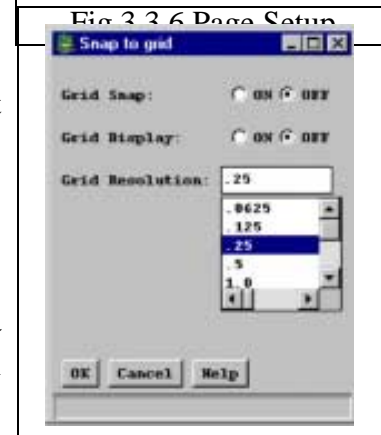 Fig 3.3.6 Page Setup
Snap to grid
Grid Snap: ON OFF
Grid Display: ON OFF
Grid Resolution: .25
.0625
.125
.25
.5
1.0
OK Cancel Help